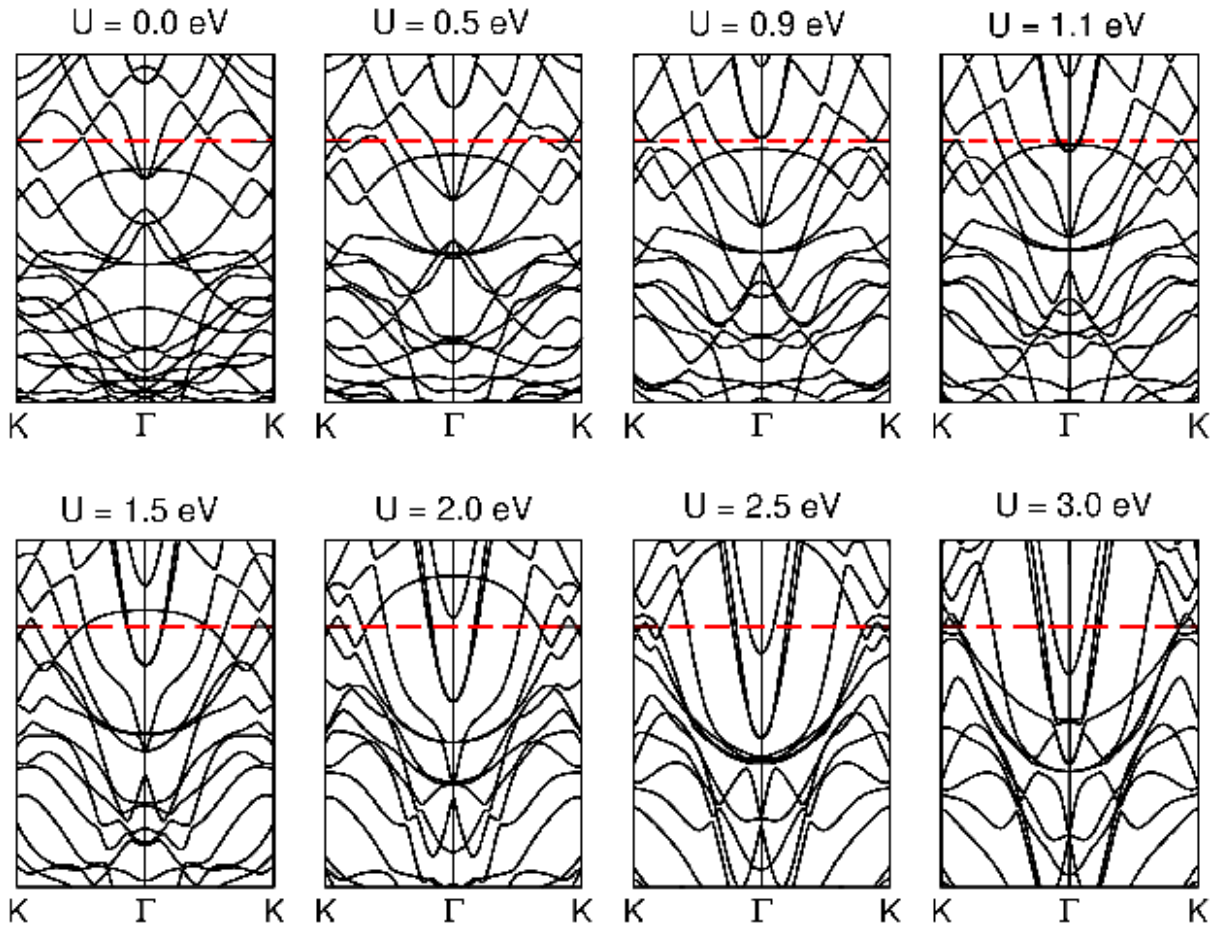 U = 0.0 eV U = 0.5 eV U = 0.9 eV U = 1.1 eV
K Γ K K Γ K K Γ K K Γ K
U = 1.5 eV U = 2.0 eV U = 2.5 eV U = 3.0 eV
K Γ K K Γ K K Γ K K Γ K